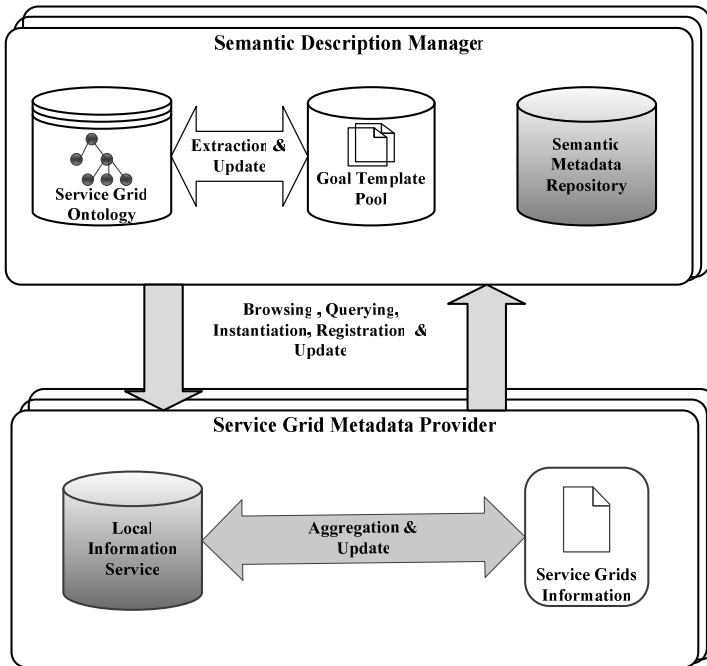 Semantic Description Manager
Extraction &
Update
Service Grid
Ontology
Goal Template
Pool
Semantic
Metadata
Repository
Browsing , Querying,
Instantiation, Registration &
Update
Service Grid Metadata Provider
Local
Information
Service
Aggregation &
Update
Service Grids
Information